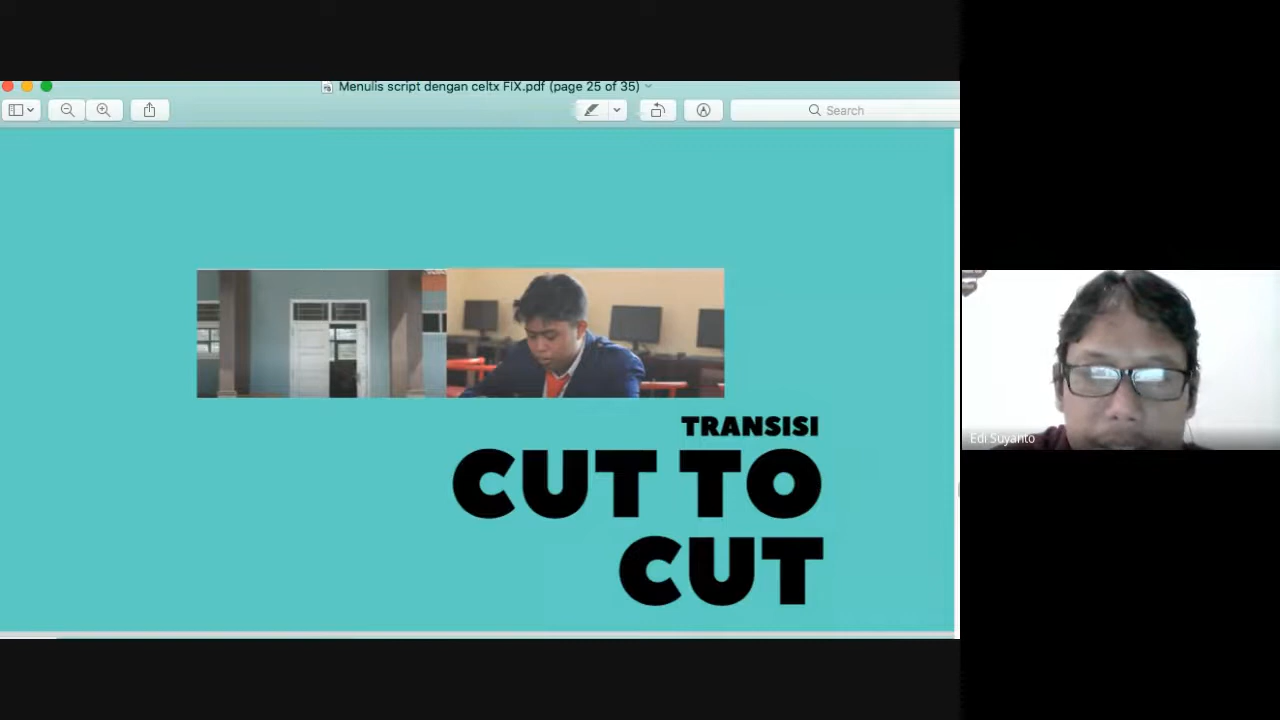 Menulis script dengan celtx FIX.pdf (page 25 of 35)
Search
TRANSISI
CUT TO
CUT
Edi Suyanto